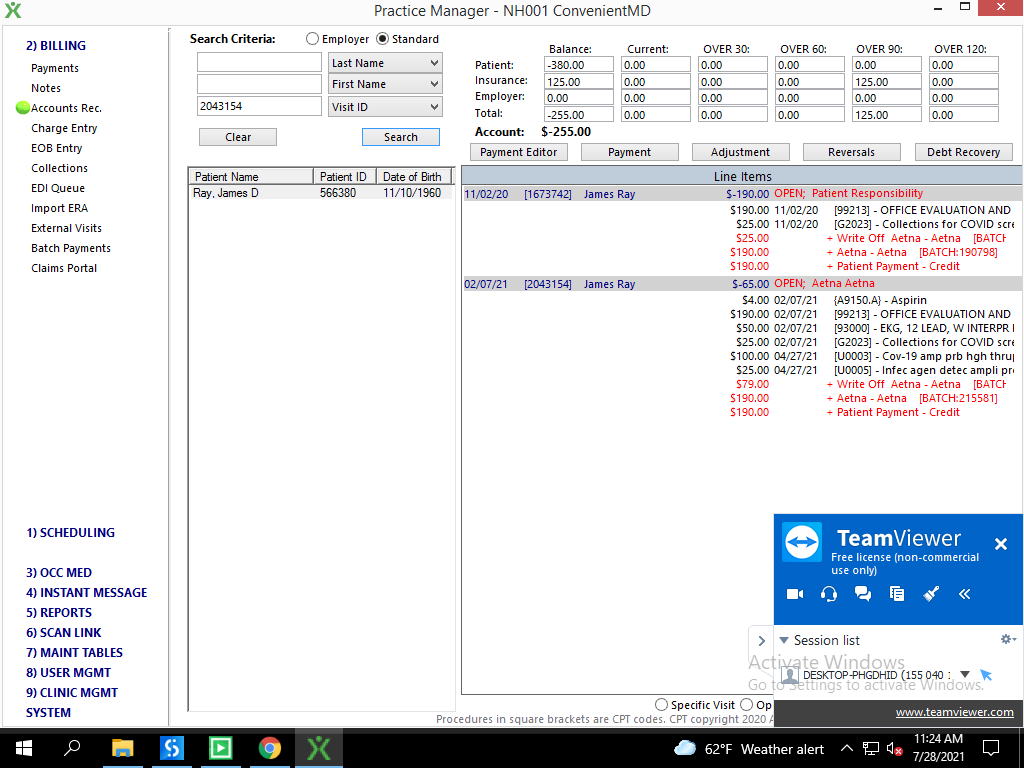 Practice Manager - NH001 ConvenientMD
2) BILLING
Payments
Notes
Accounts Rec.
Charge Entry
EOB Entry
Collections
EDI Queue
Import ERA
External Visits
Batch Payments
Claims Portal
1) SCHEDULING
3) OCC MED
4) INSTANT MESSAGE
5) REPORTS
6) SCAN LINK
7) MAINT TABLES
8) USER MGMT
9) CLINIC MGMT
SYSTEM
Search Criteria: Employer Standard
Last Name
First Name
2043154 Visit ID
Clear Search
Balance: Current: OVER 30: OVER 60: OVER 90: OVER 120:
Patient: -380.00 0.00 0.00 0.00 0.00 0.00
Insurance: 125.00 0.00 0.00 0.00 125.00 0.00
Employer: 0.00 0.00 0.00 0.00 0.00 0.00
Total: -255.00 0.00 0.00 0.00 125.00 0.00
Account: $-255.00
Payment Editor Payment Adjustment Reversals Debt Recovery
Patient Name Patient ID Date of Birth
Ray, James D 566380 11/10/1960
Line Items
11/02/20 [1673742] James Ray $-190.00 OPEN; Patient Responsibility
$190.00 11/02/20 [99213] - OFFICE EVALUATION AND
$25.00 11/02/20 [G2023] - Collections for COVID scre
$25.00 + Write Off Aetna - Aetna [BATCH
$190.00 + Aetna - Aetna [BATCH:190798]
$190.00 + Patient Payment - Credit
02/07/21 [2043154] James Ray $-65.00 OPEN; Aetna Aetna
$4.00 02/07/21 {A9150.A} - Aspirin
$190.00 02/07/21 [99213] - OFFICE EVALUATION AND
$50.00 02/07/21 [93000] - EKG, 12 LEAD, W INTERPR
$25.00 02/07/21 [G2023] - Collections for COVID scre
$100.00 04/27/21 [U0003] - Cov-19 amp prb hgh thrup
$25.00 04/27/21 [U0005] - Infec agen detec ampli pro
$79.00 + Write Off Aetna - Aetna [BATCH
$190.00 + Aetna - Aetna [BATCH:215581]
$190.00 + Patient Payment - Credit
Specific Visit Op
Procedures in square brackets are CPT codes. CPT copyright 2020 A
TeamViewer
Free license (non-commercial
use only)
Session list
Activate Windows
DESKTOP-PHGDHID (155 040 :
Go to Settings to activate Windows.
www.teamviewer.com
62°F Weather alert
11:24 AM
7/28/2021